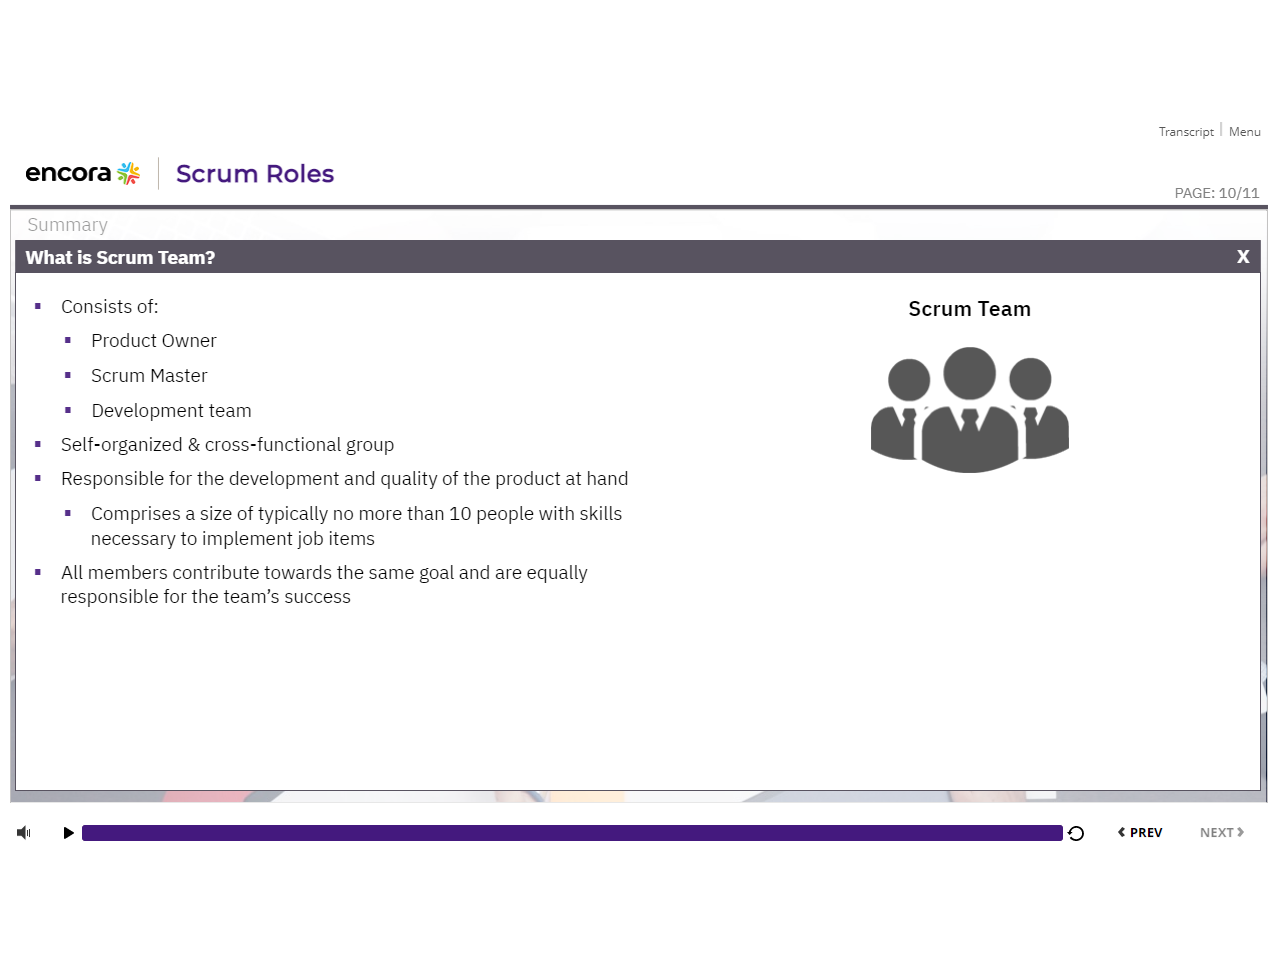 Transcript | Menu
encora
Scrum Roles
PAGE: 10/11
Summary
What is Scrum Team?
X
▪ Consists of:
▪ Product Owner
▪ Scrum Master
▪ Development team
▪ Self-organized & cross-functional group
▪ Responsible for the development and quality of the product at hand
▪ Comprises a size of typically no more than 10 people with skills
necessary to implement job items
▪ All members contribute towards the same goal and are equally
responsible for the team’s success
Scrum Team
PREV
NEXT